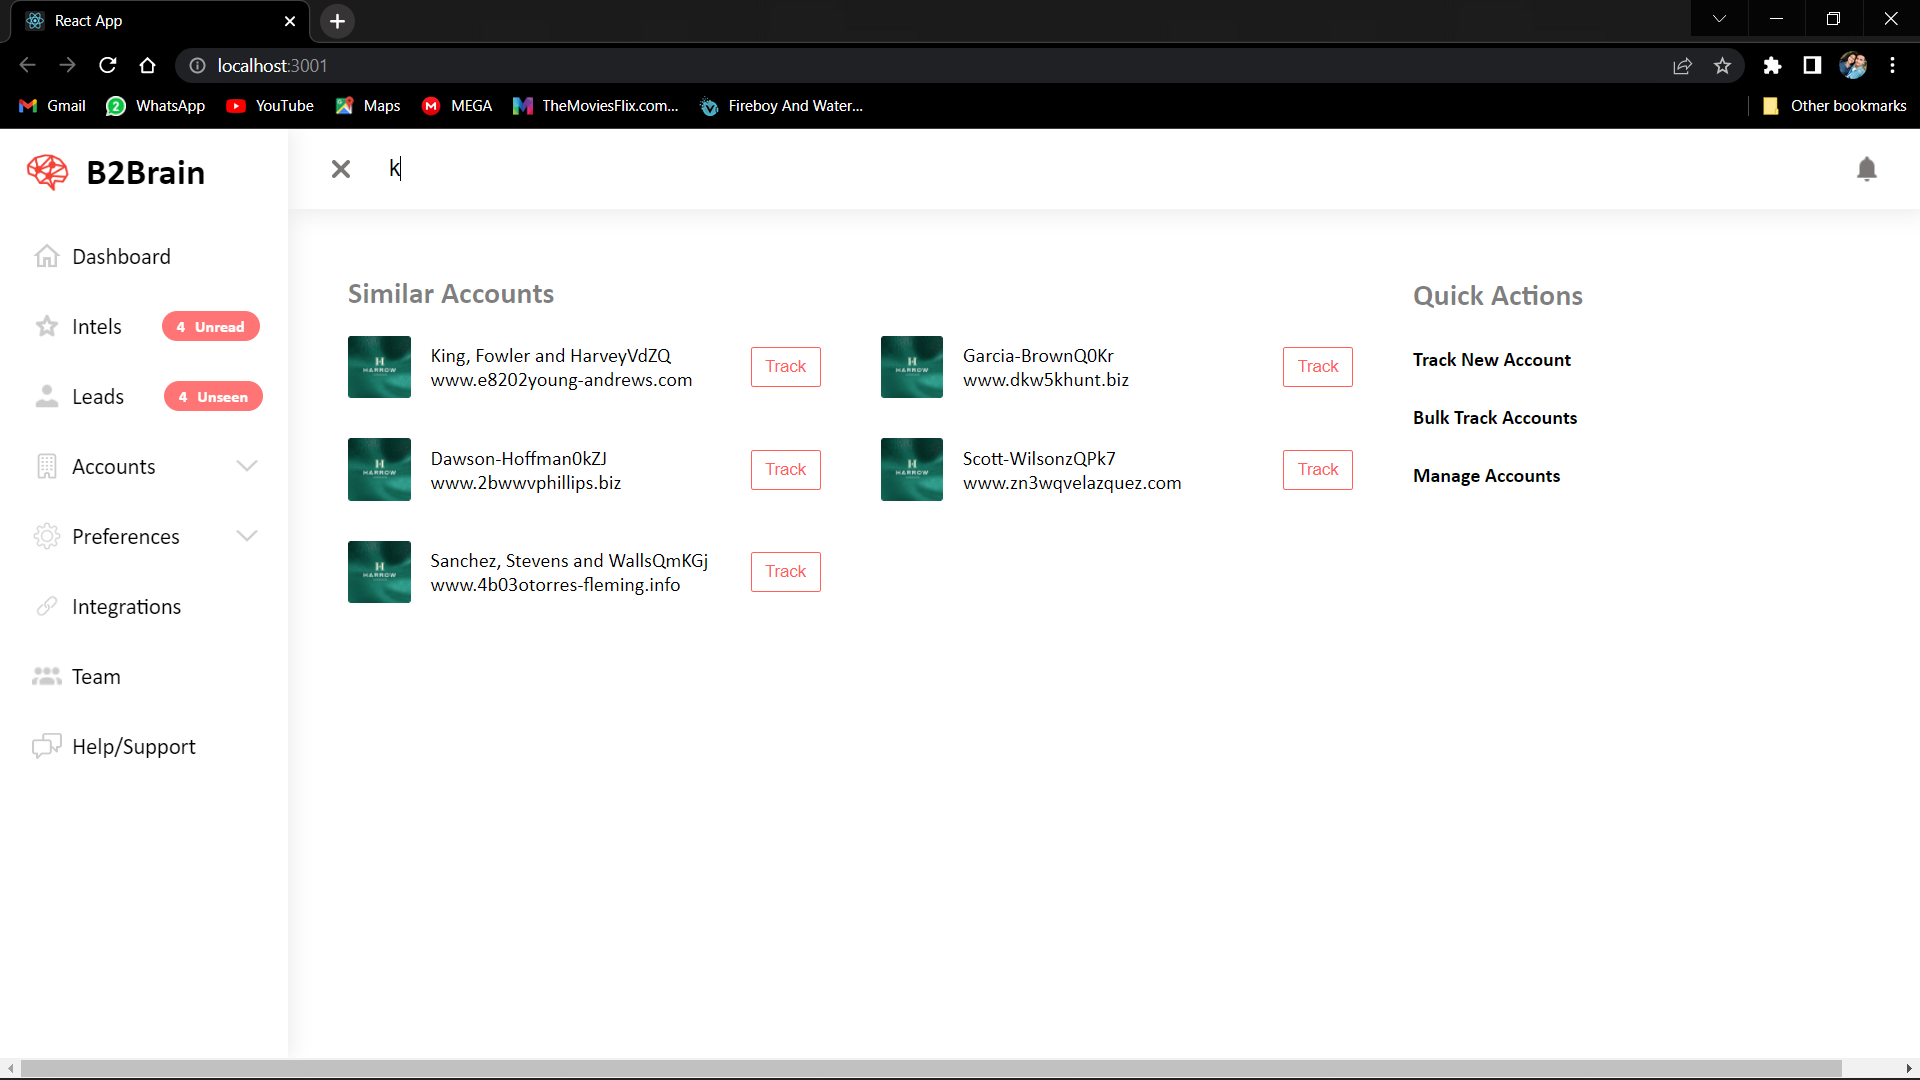 React App
localhost:3001
Gmail
2 WhatsApp
YouTube
Maps
M MEGA
TheMoviesFlix.com...
Fireboy And Water...
Other bookmarks
B2Brain
k
Dashboard
Intels 4 Unread
Leads 4 Unseen
Accounts
Preferences
Integrations
Team
Help/Support
Similar Accounts
H
HARROW
King, Fowler and HarveyVdZQ
www.e8202young-andrews.com
Track
H
HARROW
Garcia-BrownQ0Kr
www.dkw5khunt.biz
Track
H
HARROW
Dawson-Hoffman0kZJ
www.2bwwvphillips.biz
Track
H
HARROW
Scott-WilsonzQPk7
www.zn3wqvelazquez.com
Track
H
HARROW
Sanchez, Stevens and WallsQmKGj
www.4b03otorres-fleming.info
Track
Quick Actions
Track New Account
Bulk Track Accounts
Manage Accounts